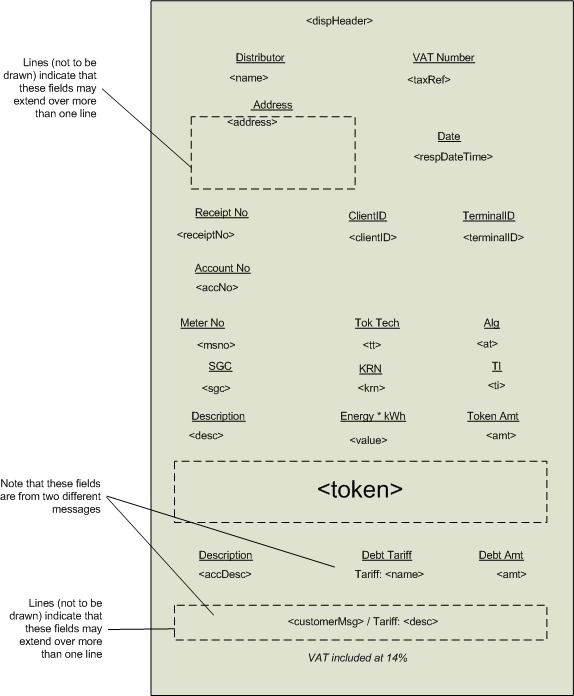 <dispHeader>
Distributor VAT Number
<name> <taxRef>
Lines (not to be
drawn) indicate that
these fields may
extend over more
than one line
Address
<address>
Date
<respDateTime>
Receipt No ClientID TerminalID
<receiptNo> <clientID> <terminalID>
Account No
<accNo>
Meter No Tok Tech Alg
<msno> <tt> <at>
SGC KRN TI
<sgc> <krn> <ti>
Description Energy * kWh Token Amt
<desc> <value> <amt>
Note that these fields
are from two different
messages
<token>
Description Debt Tariff Debt Amt
<accDesc> Tariff: <name> <amt>
Lines (not to be
drawn) indicate that
these fields may
extend over more
than one line
<customerMsg> / Tariff: <desc>
VAT included at 14%